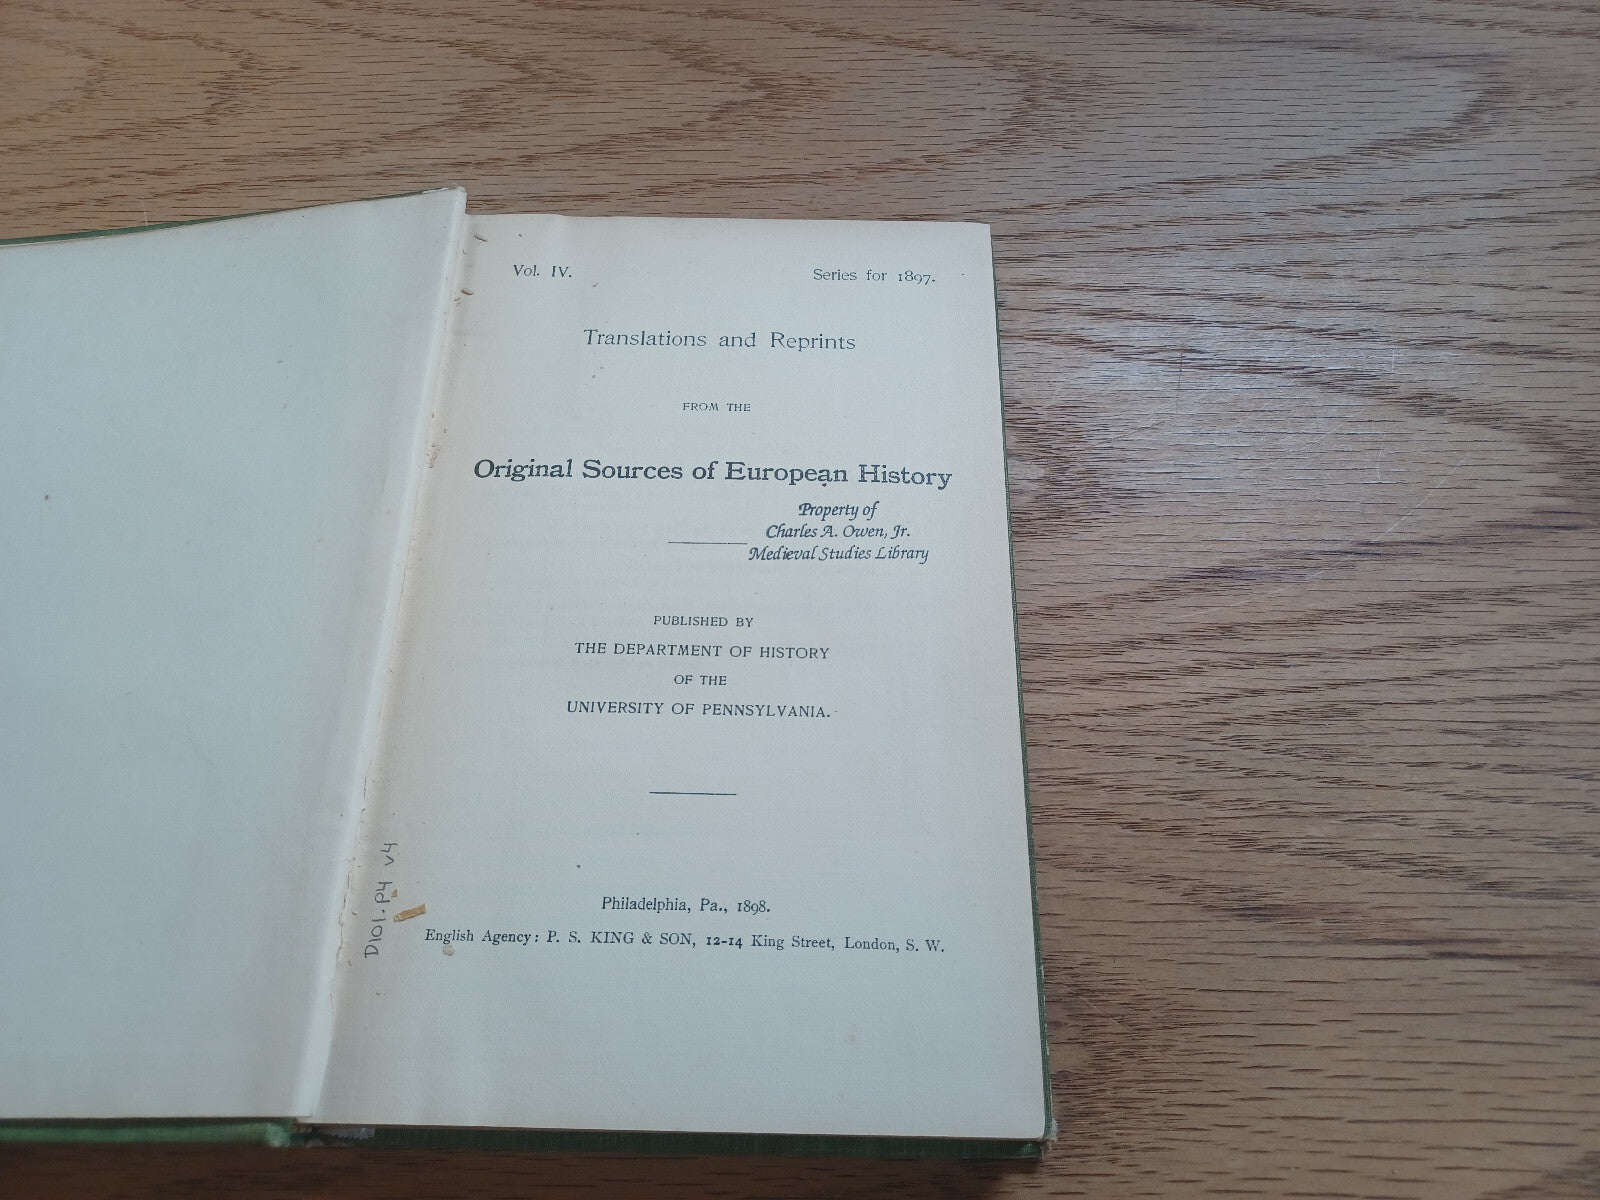 Vol. IV. Series for 1897.
Translations and Reprints
FROM THE
Original Sources of European History
Property of
Charles A. Owen, Jr.
Medieval Studies Library
PUBLISHED BY
THE DEPARTMENT OF HISTORY
OF THE
UNIVERSITY OF PENNSYLVANIA.
Philadelphia, Pa., 1898.
English Agency: P. S. KING & SON, 12-14 King Street, London, S. W.
D101.P4 v4